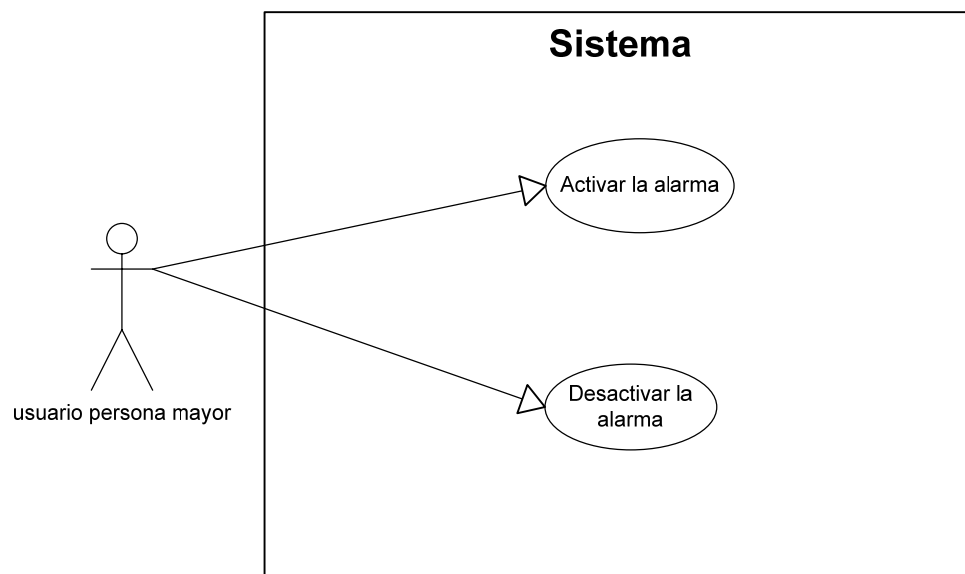 Sistema
Activar la alarma
usuario persona mayor
Desactivar la
alarma